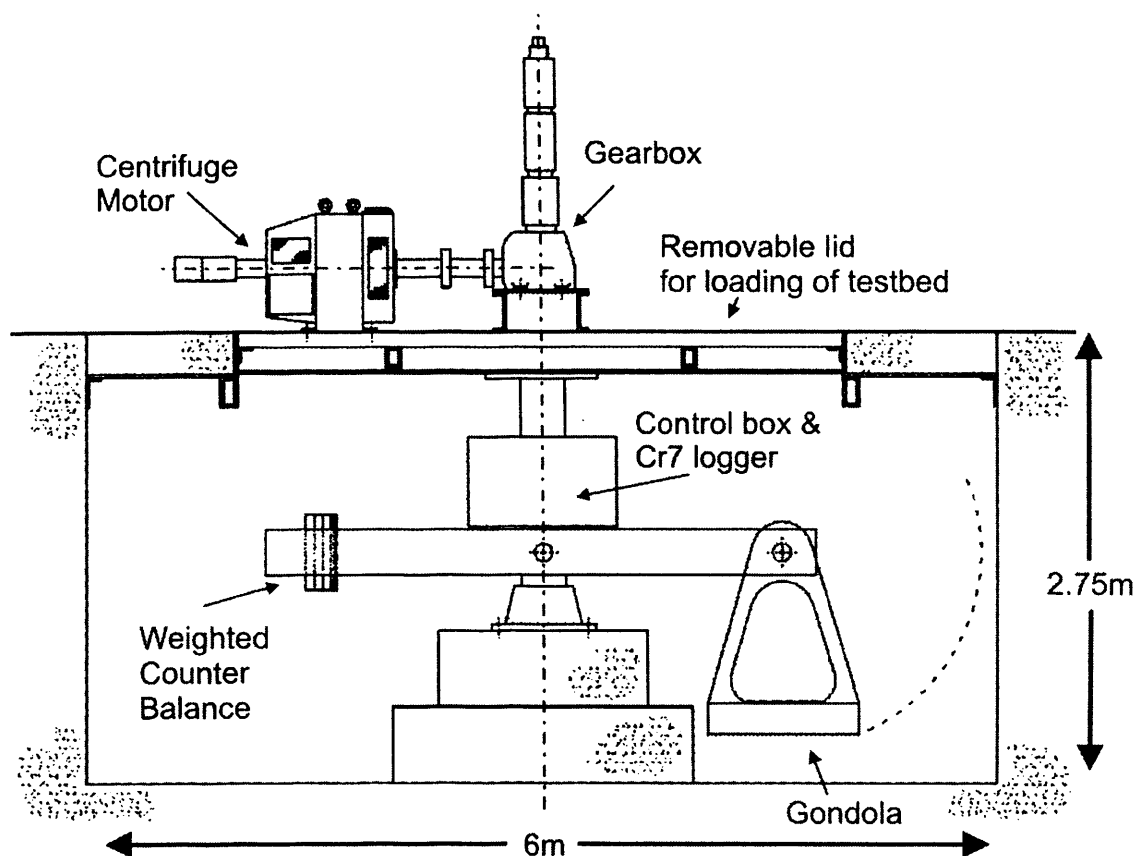 Centrifuge
Motor
Gearbox
Removable lid
for loading of testbed
Control box &
Cr7 logger
2.75m
Weighted
Counter
Balance
Gondola
6m